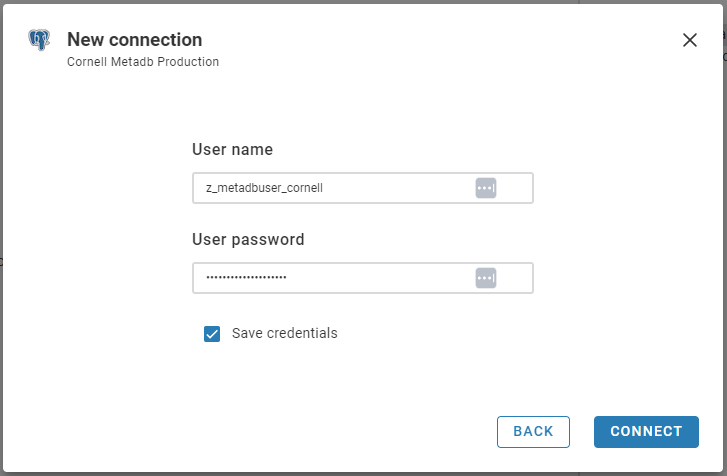 New connection
Cornell Metadb Production
User name
z_metadbuser_cornell
User password
••••••••••••••••••••
Save credentials
BACK
CONNECT